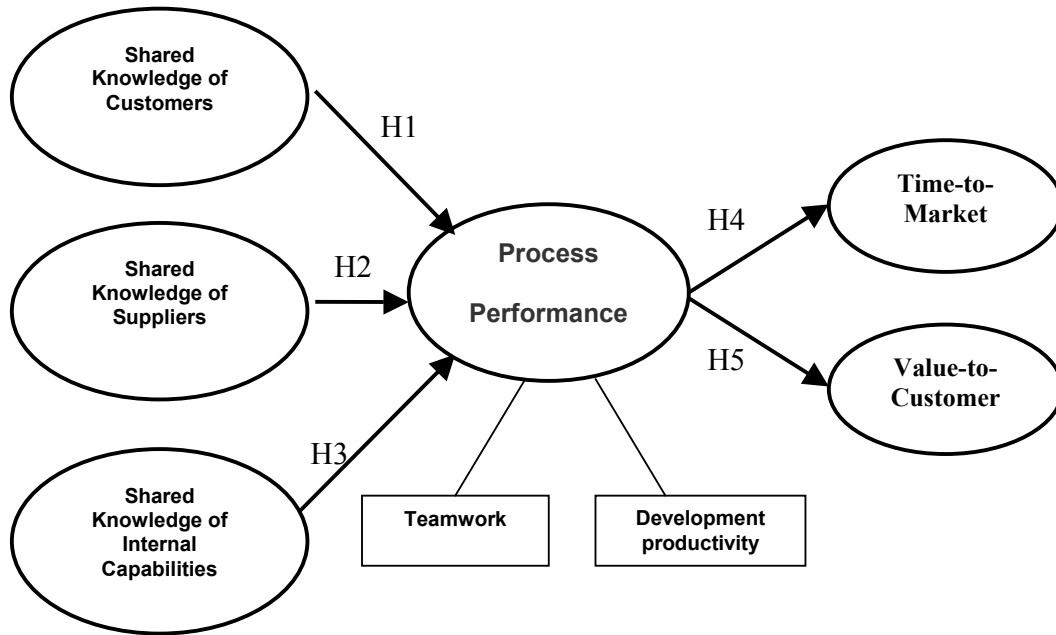 Shared
Knowledge of
Customers
H1
Shared
Knowledge of
Suppliers
H2
Shared
Knowledge of
Internal
Capabilities
H3
Process
Performance
Teamwork
Development
productivity
H4
Time-to-
Market
H5
Value-to-
Customer